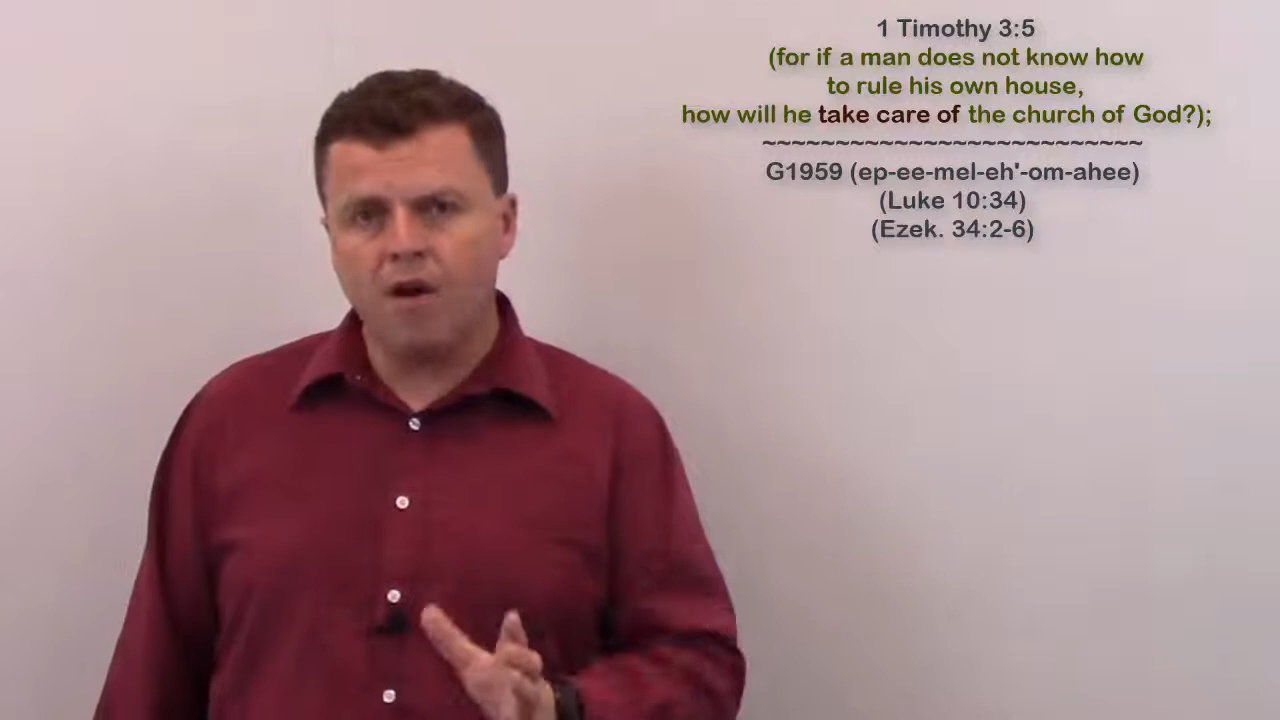 1 Timothy 3:5
(for if a man does not know how
to rule his own house,
how will he take care of the church of God?);
~~~~~~~~~~~~~~~~~~~~~~~~~~
G1959 (ep-ee-mel-eh'-om-ahee)
(Luke 10:34)
(Ezek. 34:2-6)